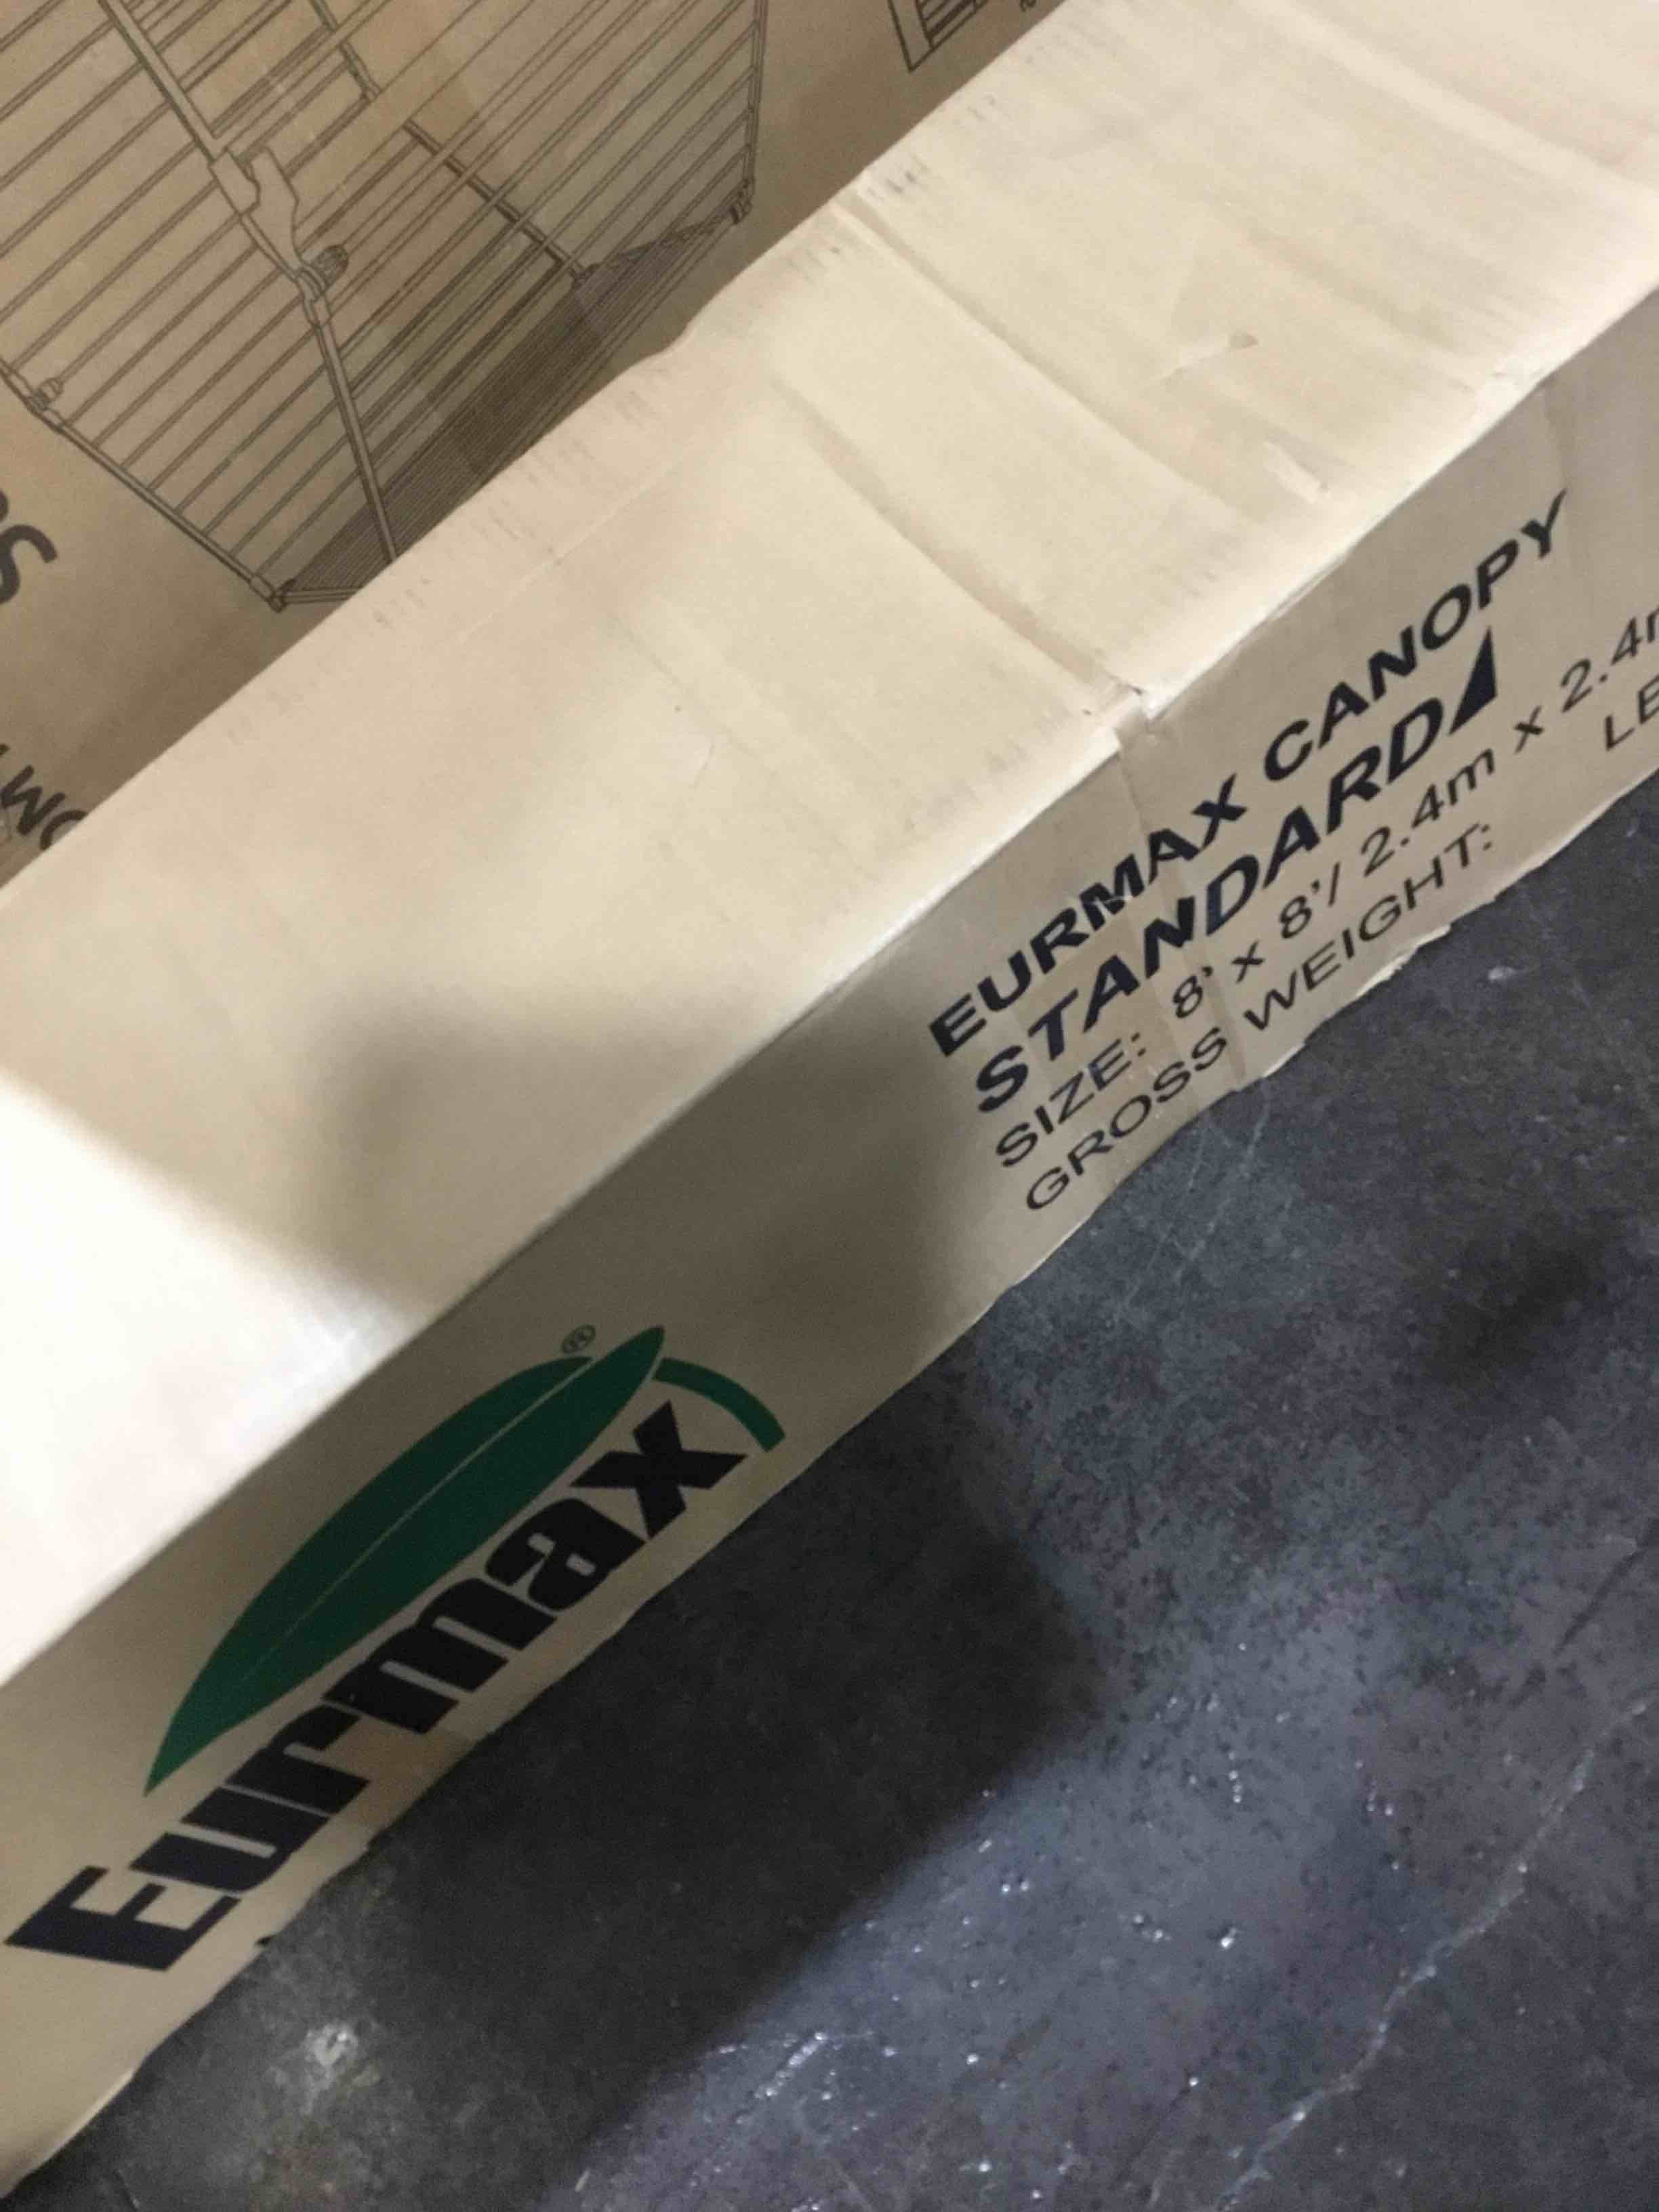 EURMAX CANOPY
STANDARD
SIZE: 8' x 8'/ 2.4m x 2.4m
GROSS WEIGHT:
Eurmax
®